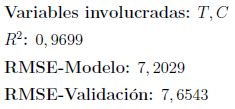 Variables involucradas: T, C
R²: 0,9699
RMSE-Modelo: 7,2029
RMSE-Validación: 7,6543